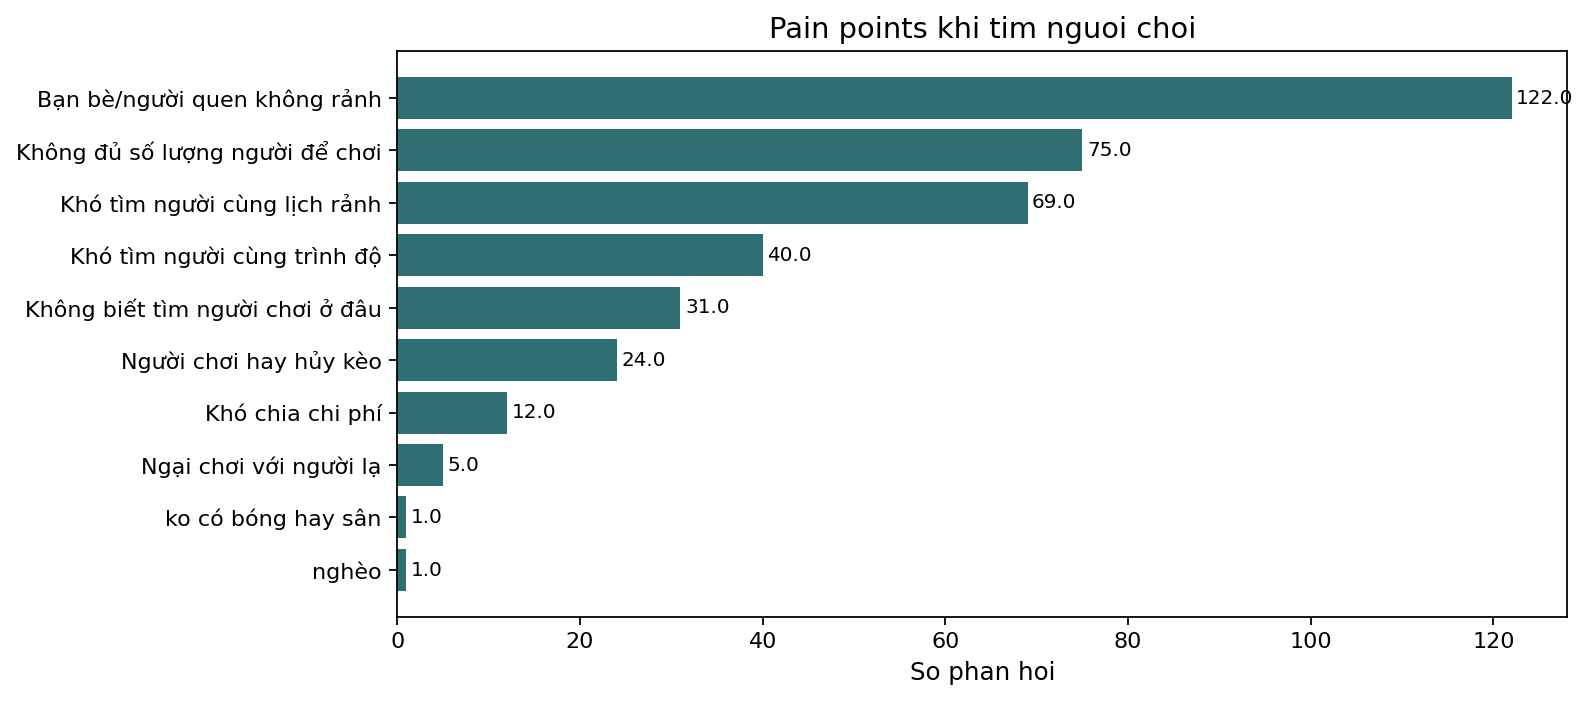 Pain points khi tim nguoi choi
Bạn bè/người quen không rảnh 122.0
Không đủ số lượng người để chơi 75.0
Khó tìm người cùng lịch rảnh 69.0
Khó tìm người cùng trình độ 40.0
Không biết tìm người chơi ở đâu 31.0
Người chơi hay hủy kèo 24.0
Khó chia chi phí 12.0
Ngại chơi với người lạ 5.0
ko có bóng hay sân 1.0
nghèo 1.0
0 20 40 60 80 100 120
So phan hoi